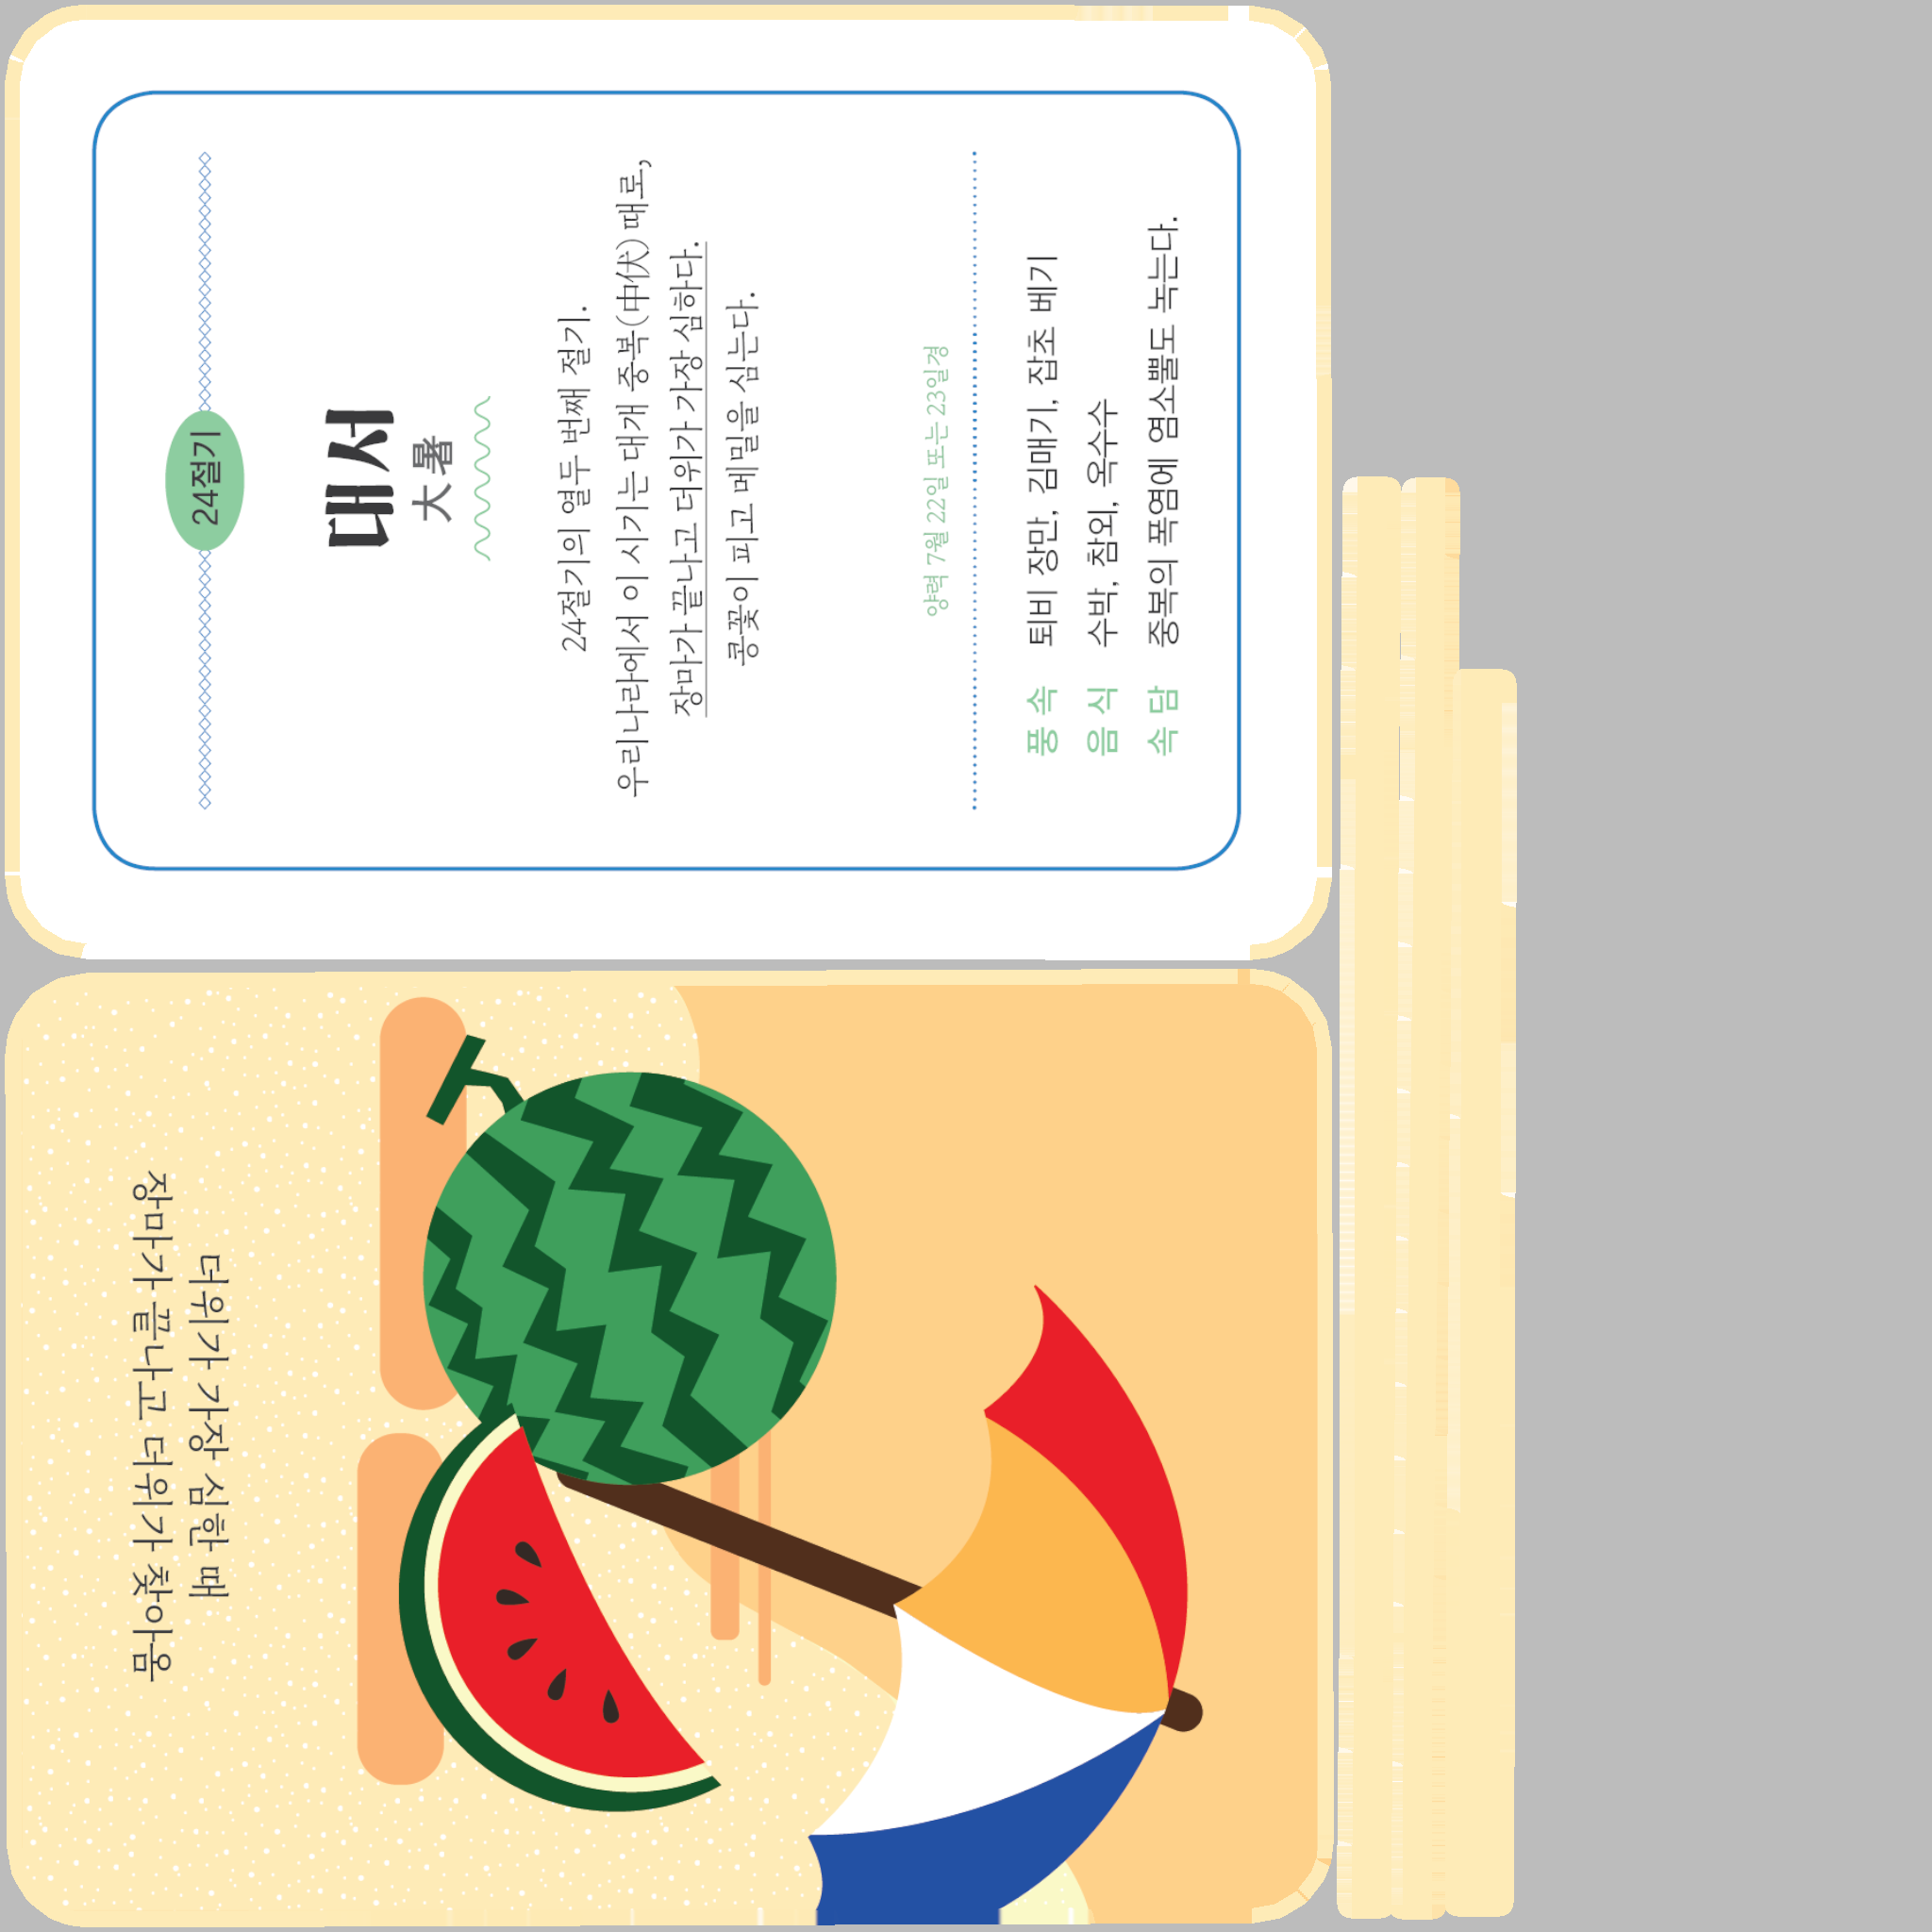 24절기
대서
大暑
24절기의 열두 번째 절기.
우리나라에서 이 시기는 대개 중복(中伏) 때로,
장마가 끝나고 더위가 가장 심하다.
콩꽃이 피고 메밀을 심는다.
양력 7월 22일 또는 23일경
풍속 퇴비 장만, 김매기, 잡초 베기
음식 수박, 참외, 옥수수
속담 중복의 폭염에 염소뿔도 녹는다.
더위가 가장 심한 때
장마가 끝나고 더위가 찾아옴